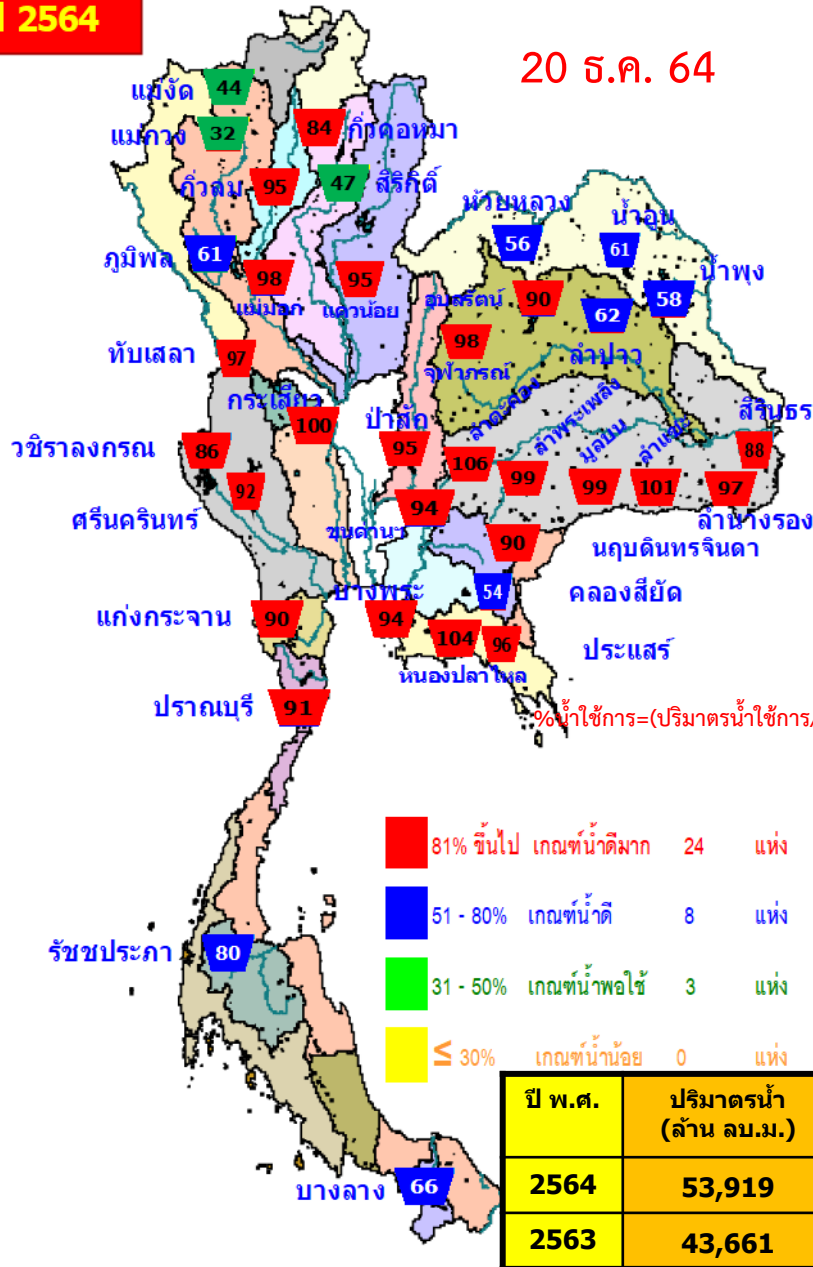 2564
20 ธ.ค. 64
แม่งัด 44
แม่กวง 32
84 กิ่วคอหมา
กิ่วลม 95
47 สิริกิติ์
ห้วยหลวง 56
น้ำอูน 61
ภูมิพล 61
น้ำพุง 58
98 แม่มอก
95 แควน้อย
อุบลรัตน์ 90
62 ลำปาว
98 จุฬาภรณ์
ทับเสลา 97
กระเสียว 100
ป่าสัก 95
ลำตะคอง 106
ลำพระเพลิง 99
มูลบน 99
ลำแชะ 101
สิรินธร 88
97 ลำนางรอง
วชิราลงกรณ 86
92
ศรีนครินทร์
ขุนด่านฯ 94
90 นฤบดินทรจินดา
บางพระ 94
54 คลองสียัด
แก่งกระจาน 90
104 หนองปลาไหล
96 ประแสร์
ปราณบุรี 91
%น้ำใช้การ=(ปริมาตรน้ำใช้การ/
81% ขึ้นไป เกณฑ์น้ำดีมาก 24 แห่ง
51 - 80% เกณฑ์น้ำดี 8 แห่ง
31 - 50% เกณฑ์น้ำพอใช้ 3 แห่ง
≤ 30% เกณฑ์น้ำน้อย 0 แห่ง
รัชชประภา 80
บางลาง 66
ปี พ.ศ. ปริมาตรน้ำ
(ล้าน ลบ.ม.)
2564 53,919
2563 43,661